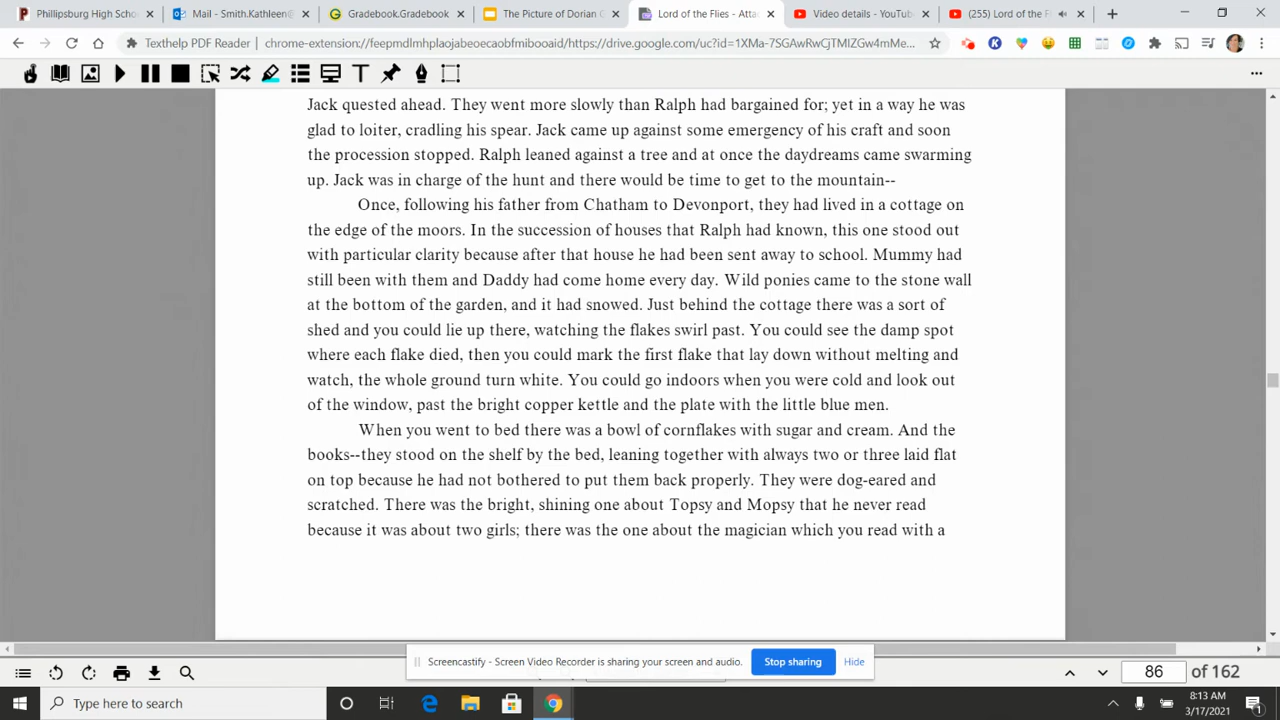 Phillipsburg High Scho
Mail - Smith.Kathleen@
Gradebook.Gradebook
The Picture of Dorian G
Lord of the Flies - Attac
Video details - YouTube
(255) Lord of the F
Texthelp PDF Reader | chrome-extension://feepmdlmhplaojabeoecaobfmibooaid/https://drive.google.com/uc?id=1XMa-7SGAwRwCjTMIZGw4mMe...
Jack quested ahead. They went more slowly than Ralph had bargained for; yet in a way he was
glad to loiter, cradling his spear. Jack came up against some emergency of his craft and soon
the procession stopped. Ralph leaned against a tree and at once the daydreams came swarming
up. Jack was in charge of the hunt and there would be time to get to the mountain--
Once, following his father from Chatham to Devonport, they had lived in a cottage on
the edge of the moors. In the succession of houses that Ralph had known, this one stood out
with particular clarity because after that house he had been sent away to school. Mummy had
still been with them and Daddy had come home every day. Wild ponies came to the stone wall
at the bottom of the garden, and it had snowed. Just behind the cottage there was a sort of
shed and you could lie up there, watching the flakes swirl past. You could see the damp spot
where each flake died, then you could mark the first flake that lay down without melting and
watch, the whole ground turn white. You could go indoors when you were cold and look out
of the window, past the bright copper kettle and the plate with the little blue men.
When you went to bed there was a bowl of cornflakes with sugar and cream. And the
books--they stood on the shelf by the bed, leaning together with always two or three laid flat
on top because he had not bothered to put them back properly. They were dog-eared and
scratched. There was the bright, shining one about Topsy and Mopsy that he never read
because it was about two girls; there was the one about the magician which you read with a
Screencastify - Screen Video Recorder is sharing your screen and audio.
Stop sharing
Hide
86 of 162
Type here to search
8:13 AM
3/17/2021